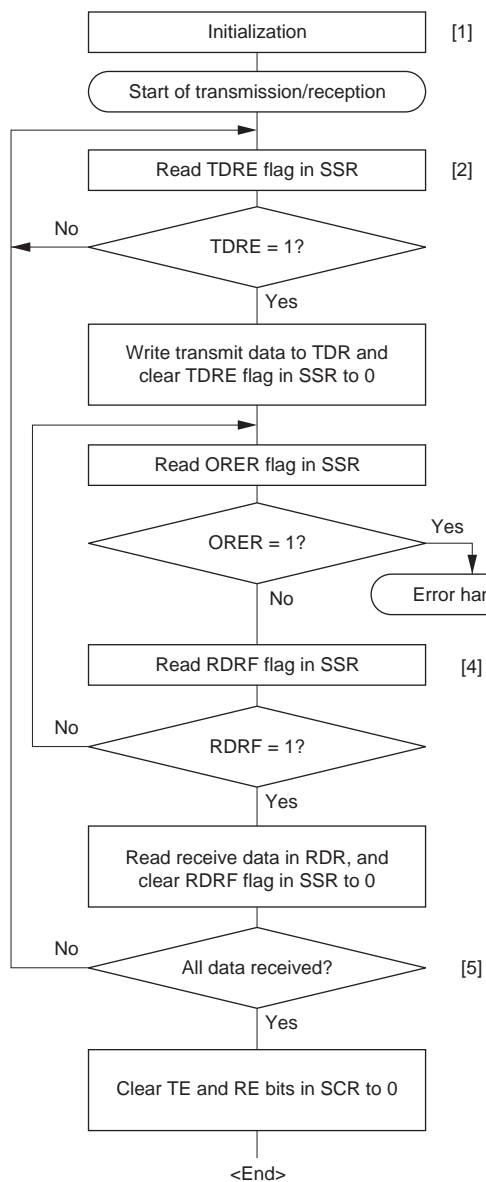 Initialization
[1]
Start of transmission/reception
Read TDRE flag in SSR
[2]
No
TDRE = 1?
Yes
Write transmit data to TDR and
clear TDRE flag in SSR to 0
Read ORER flag in SSR
Yes
ORER = 1?
No
Error har
Read RDRF flag in SSR
[4]
No
RDRF = 1?
Yes
Read receive data in RDR, and
clear RDRF flag in SSR to 0
No
All data received?
[5]
Yes
Clear TE and RE bits in SCR to 0
<End>